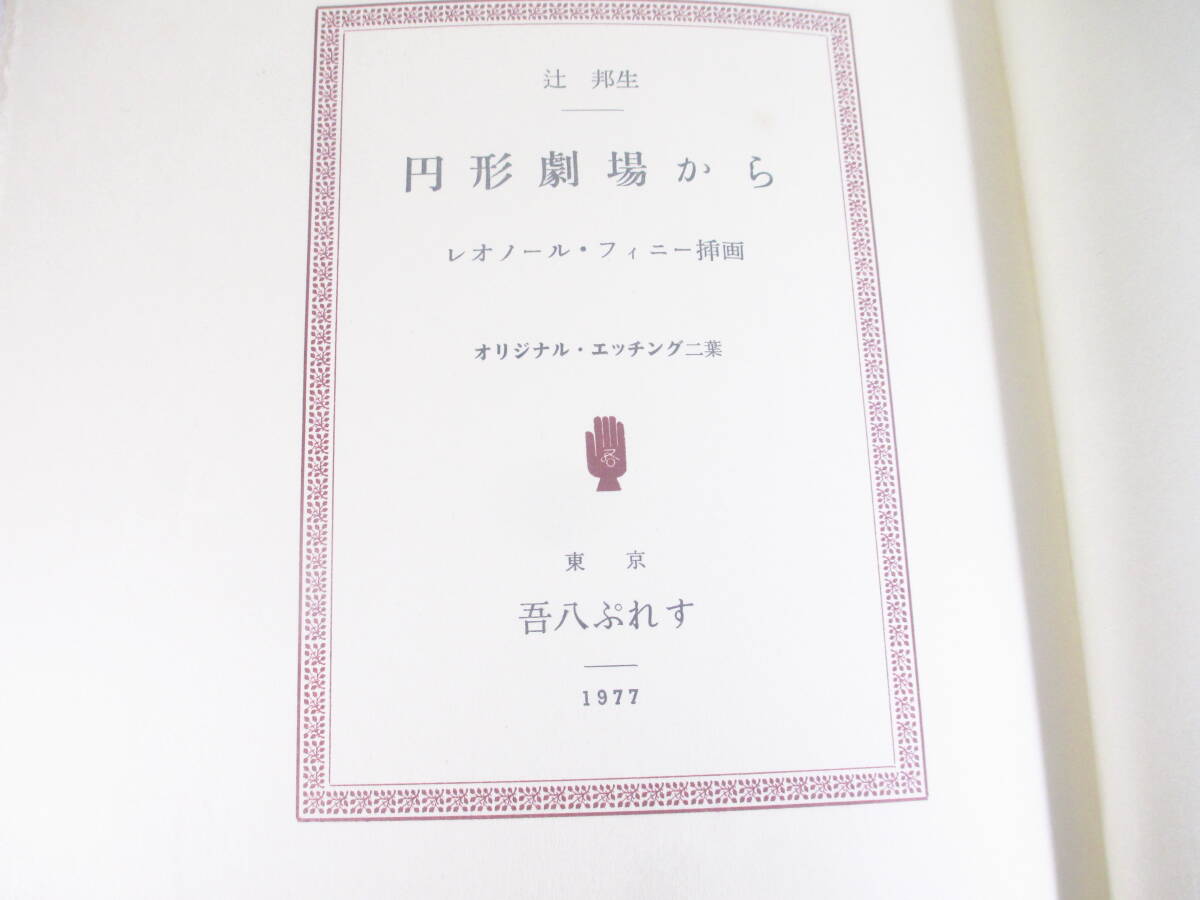 辻 邦生
円形劇場から
レオノール・フィニー挿画
オリジナル・エッチング二葉
東 京
吾八ぷれす
1977